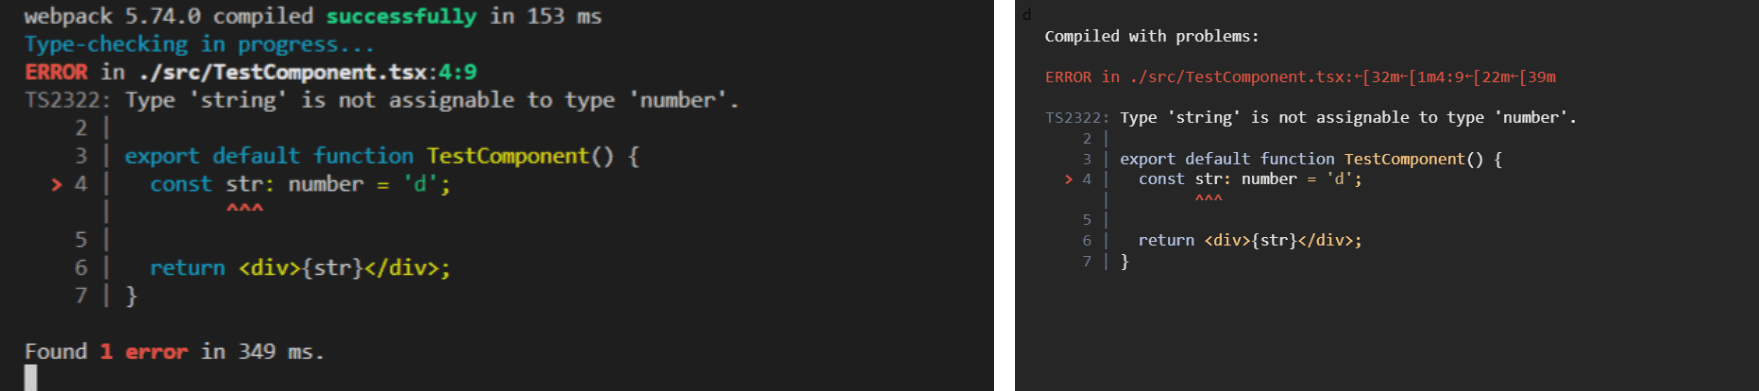 webpack 5.74.0 compiled successfully in 153 ms
Type-checking in progress...
ERROR in ./src/TestComponent.tsx:4:9
TS2322: Type 'string' is not assignable to type 'number'.
    2 |
    3 | export default function TestComponent() {
  > 4 |   const str: number = 'd';
      |         ^^^
    5 |
    6 |   return <div>{str}</div>;
    7 | }
Found 1 error in 349 ms.
d
Compiled with problems:
ERROR in ./src/TestComponent.tsx:←[32m←[1m4:9←[22m←[39m
TS2322: Type 'string' is not assignable to type 'number'.
    2 |
    3 | export default function TestComponent() {
  > 4 |   const str: number = 'd';
      |         ^^^
    5 |
    6 |   return <div>{str}</div>;
    7 | }